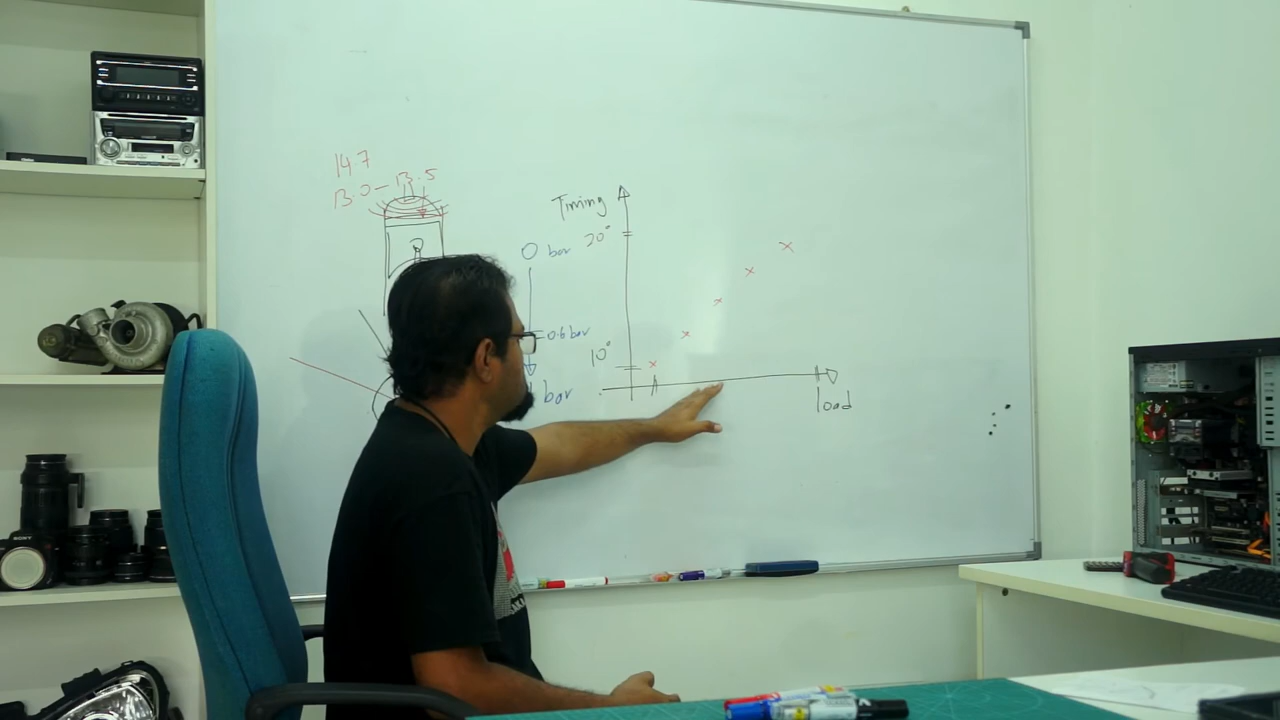 14.7
13.0 - 13.5
Timing
20°
0 bar
0.6 bar
10°
bar
load